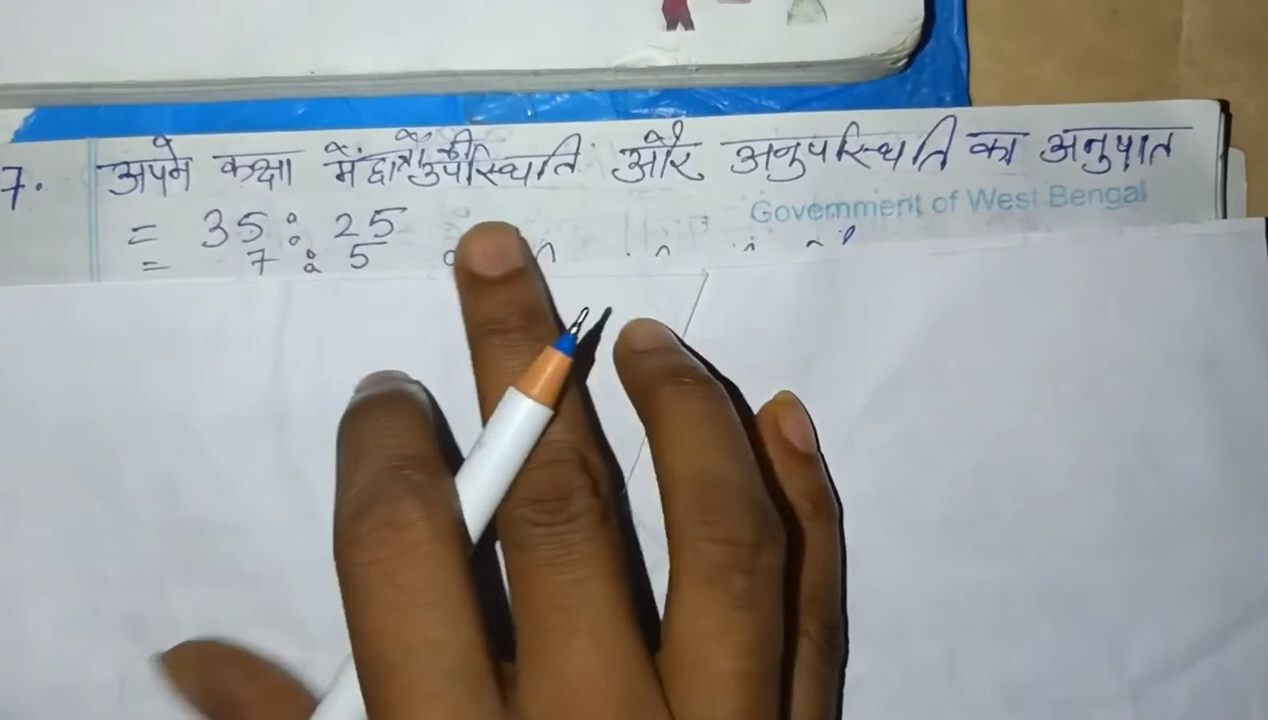 7. अपने कक्षा में छात्रों की उपस्थिति और अनुपस्थिति का अनुपात
= 35 : 25
Government of West Bengal
= 7 : 5